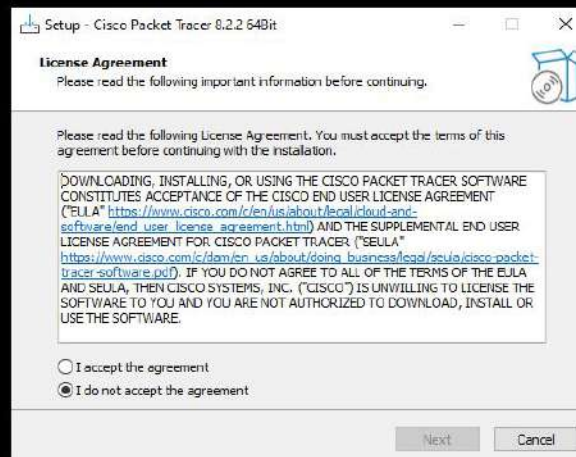 Setup - Cisco Packet Tracer 8.2.2 64Bit
License Agreement
Please read the following important information before continuing.
Please read the following License Agreement. You must accept the terms of this
agreement before continuing with the installation.
DOWNLOADING, INSTALLING, OR USING THE CISCO PACKET TRACER SOFTWARE
CONSTITUTES ACCEPTANCE OF THE CISCO END USER LICENSE AGREEMENT
("EULA" https://www.cisco.com/c/en/us/about/legal/cloud-and-
software/end_user_license_agreement.html) AND THE SUPPLEMENTAL END USER
LICENSE AGREEMENT FOR CISCO PACKET TRACER ("SEULA"
https://www.cisco.com/c/dam/en_us/about/doing_business/legal/seula/cisco-packet-
tracer-software.pdf). IF YOU DO NOT AGREE TO ALL OF THE TERMS OF THE EULA
AND SEULA, THEN CISCO SYSTEMS, INC. ("CISCO") IS UNWILLING TO LICENSE THE
SOFTWARE TO YOU AND YOU ARE NOT AUTHORIZED TO DOWNLOAD, INSTALL OR
USE THE SOFTWARE.
I accept the agreement
I do not accept the agreement
Next
Cancel